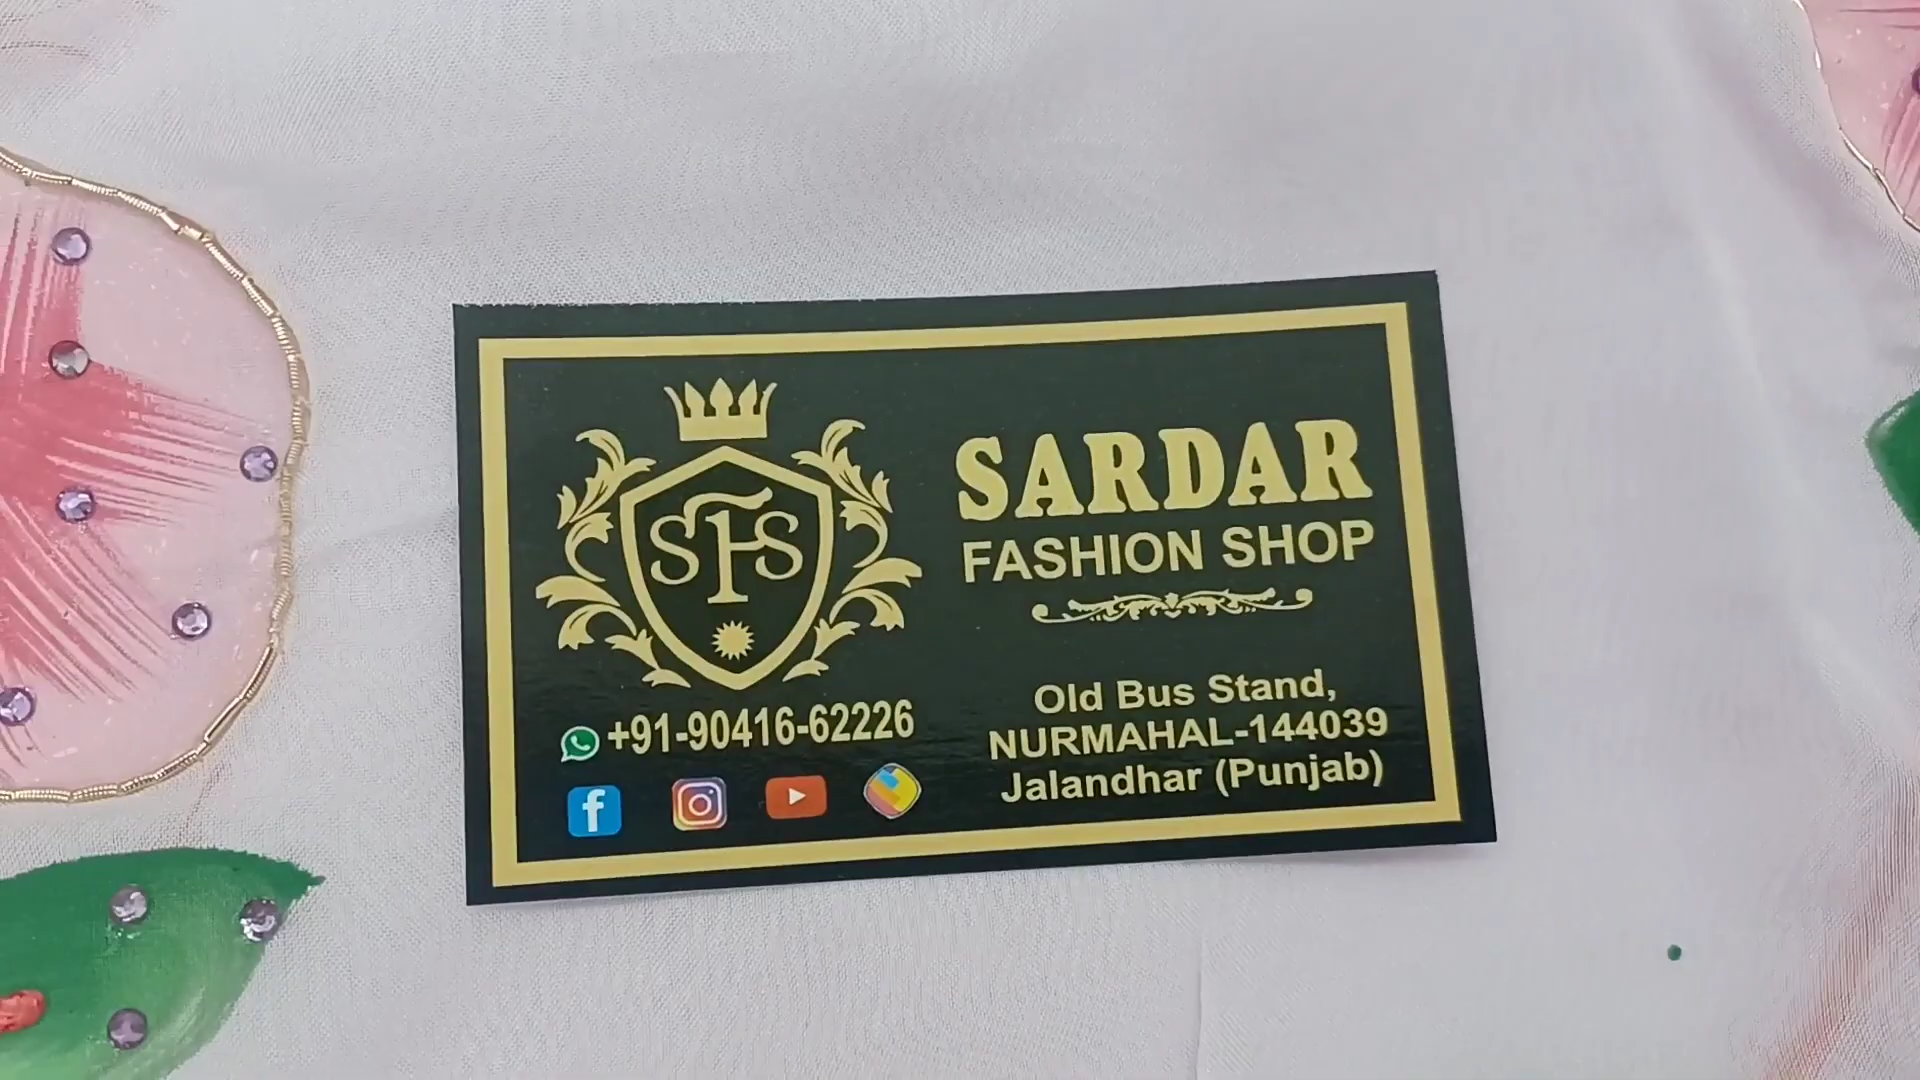 SFS
SARDAR
FASHION SHOP
+91-90416-62226
Old Bus Stand,
NURMAHAL-144039
Jalandhar (Punjab)